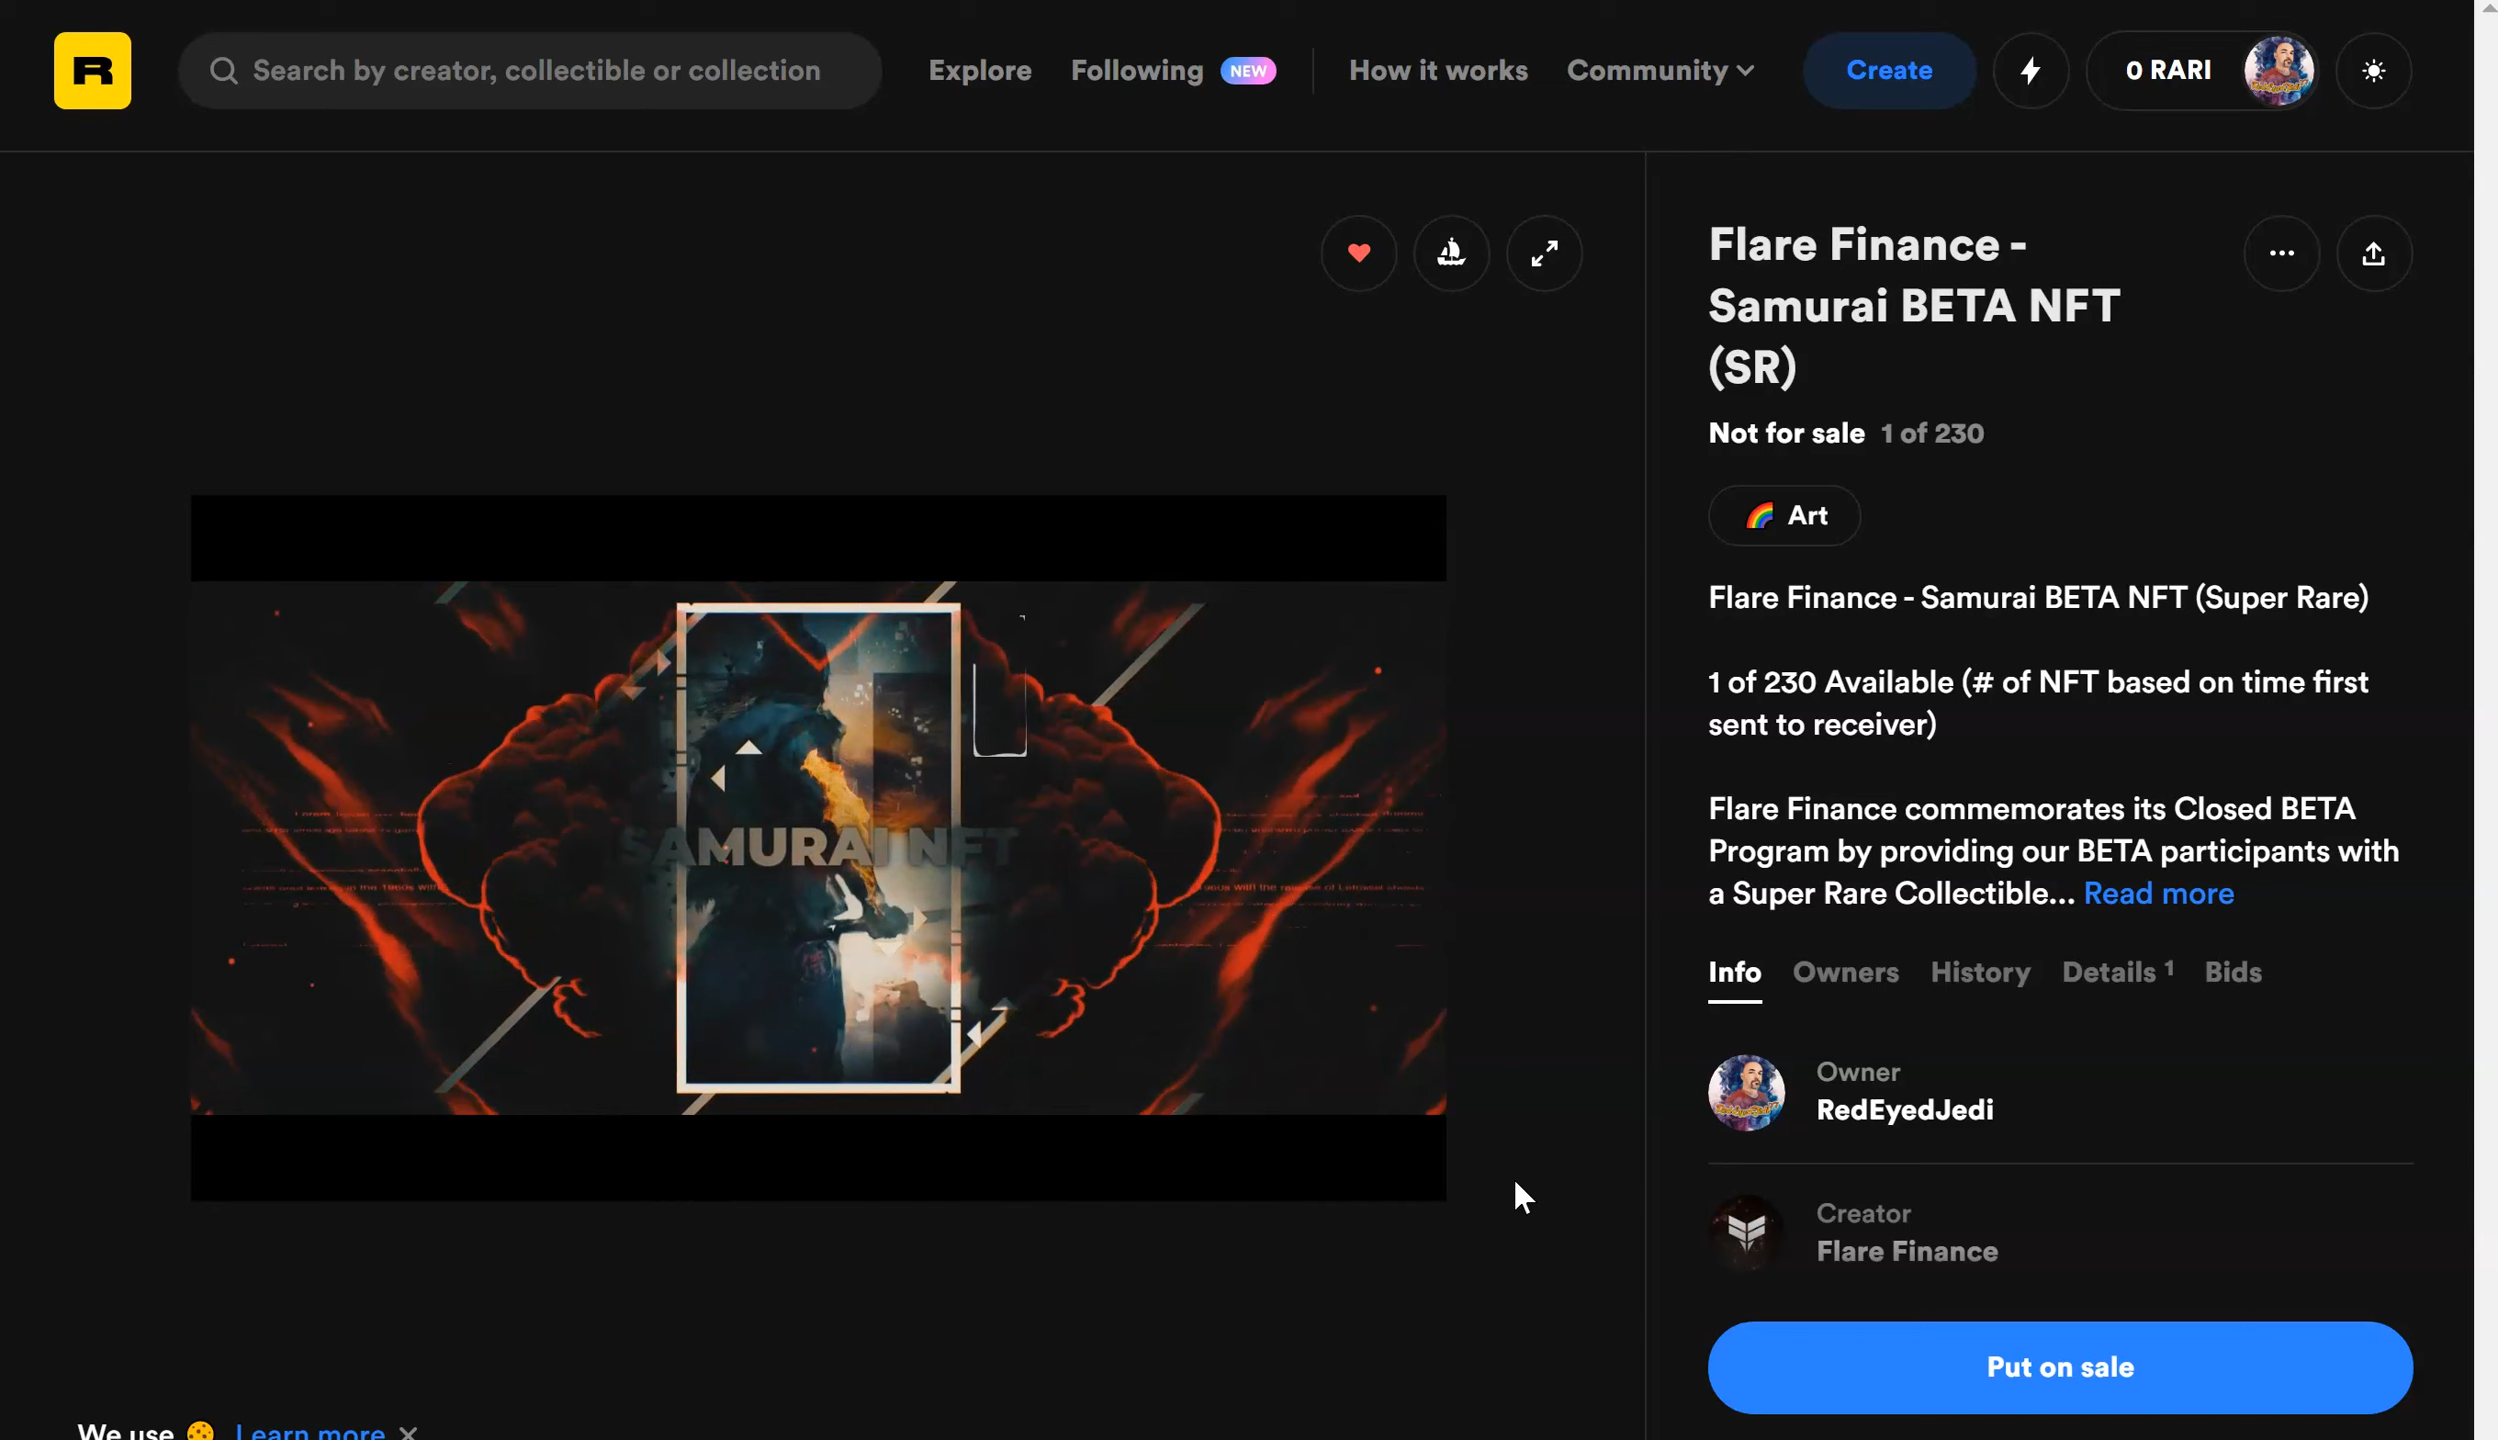 R
Search by creator, collectible or collection
Explore
Following NEW
How it works
Community
Create
0 RARI
Flare Finance -
Samurai BETA NFT
(SR)
Not for sale 1 of 230
🌈 Art
Flare Finance - Samurai BETA NFT (Super Rare)
1 of 230 Available (# of NFT based on time first
sent to receiver)
Flare Finance commemorates its Closed BETA
Program by providing our BETA participants with
a Super Rare Collectible... Read more
SAMURAI NFT
Info Owners History Details 1 Bids
Owner
RedEyedJedi
Creator
Flare Finance
Put on sale
We use 🍪 Learn more ✕